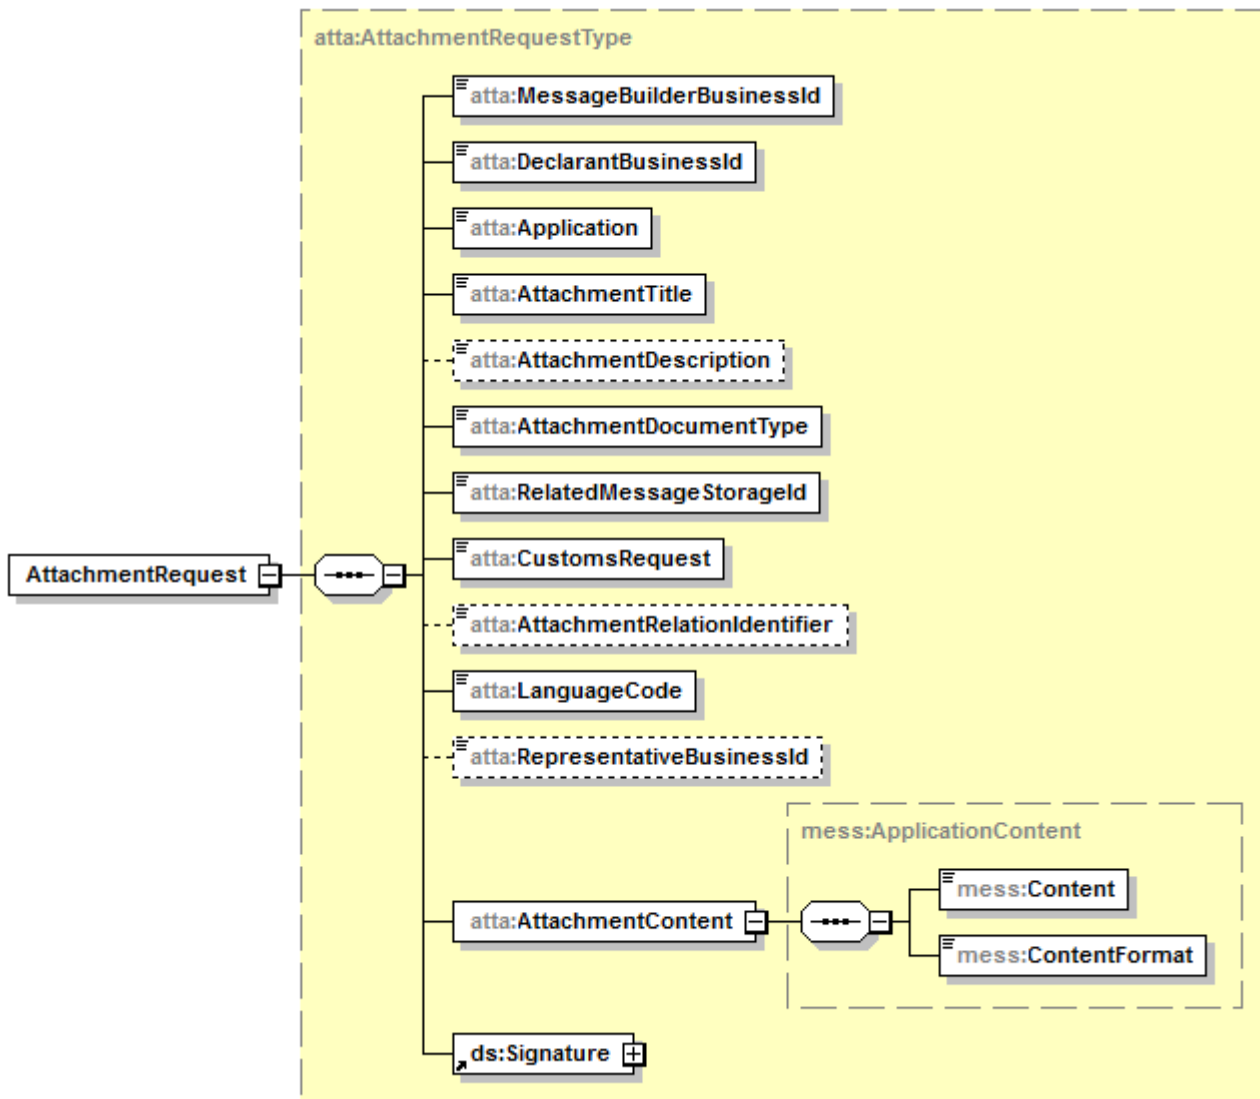 atta:AttachmentRequestType
atta:MessageBuilderBusinessId
atta:DeclarantBusinessId
atta:Application
atta:AttachmentTitle
atta:AttachmentDescription
atta:AttachmentDocumentType
atta:RelatedMessageStorageId
atta:CustomsRequest
AttachmentRequest
atta:AttachmentRelationIdentifier
atta:LanguageCode
atta:RepresentativeBusinessId
mess:ApplicationContent
mess:Content
atta:AttachmentContent
mess:ContentFormat
ds:Signature